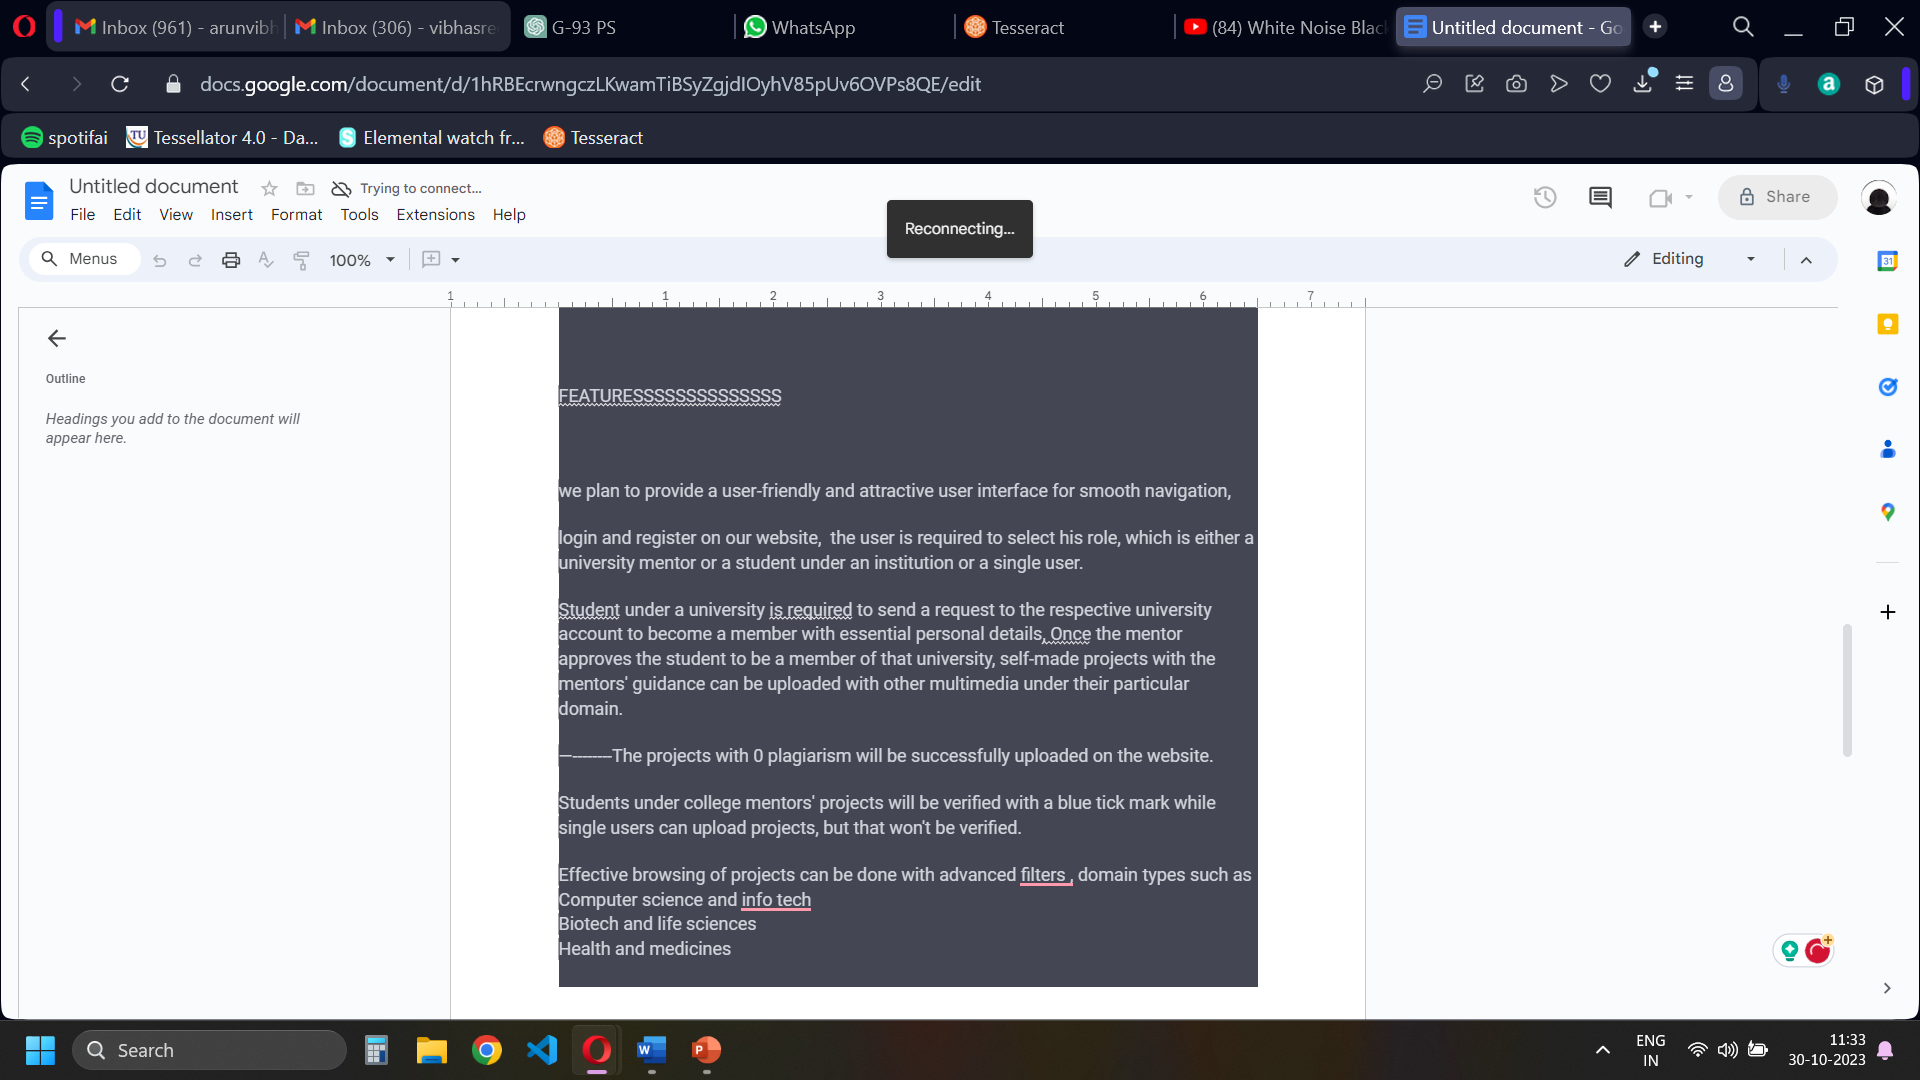 Inbox (961) - arunvibh
Inbox (306) - vibhasre
G-93 PS
WhatsApp
Tesseract
(84) White Noise Blac
Untitled document - Go
docs.google.com/document/d/1hRBEcrwngczLKwamTiBSyZgjdIOyhV85pUv6OVPs8QE/edit
spotifai
TU
Tessellator 4.0 - Da...
Elemental watch fr...
Tesseract
Untitled document
Trying to connect...
File Edit View Insert Format Tools Extensions Help
Share
Reconnecting...
Menus
100%
Editing
1 1 2 3 4 5 6 7
31
Outline
Headings you add to the document will
appear here.
FEATURESSSSSSSSSSSSSS
we plan to provide a user-friendly and attractive user interface for smooth navigation,
login and register on our website,  the user is required to select his role, which is either a
university mentor or a student under an institution or a single user.
Student under a university is required to send a request to the respective university
account to become a member with essential personal details, Once the mentor
approves the student to be a member of that university, self-made projects with the
mentors' guidance can be uploaded with other multimedia under their particular
domain.
—--------The projects with 0 plagiarism will be successfully uploaded on the website.
Students under college mentors' projects will be verified with a blue tick mark while
single users can upload projects, but that won't be verified.
Effective browsing of projects can be done with advanced filters , domain types such as
Computer science and info tech
Biotech and life sciences
Health and medicines
Search
ENG
IN
11:33
30-10-2023